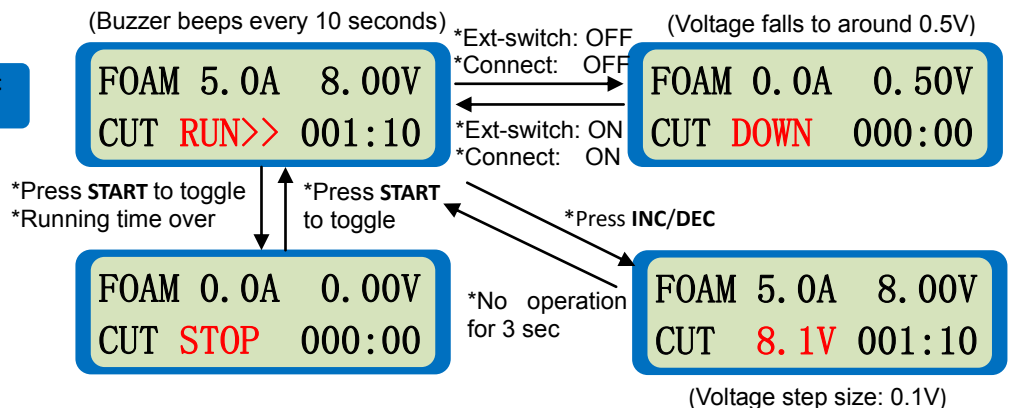 (Buzzer beeps every 10 seconds)
FOAM 5.0A 8.00V
CUT RUN>> 001:10
*Ext-switch: OFF
*Connect: OFF
*Ext-switch: ON
*Connect: ON
(Voltage falls to around 0.5V)
FOAM 0.0A 0.50V
CUT DOWN 000:00
*Press START to toggle
*Running time over
*Press START
to toggle
*Press INC/DEC
*No operation
for 3 sec
FOAM 0.0A 0.00V
CUT STOP 000:00
FOAM 5.0A 8.00V
CUT 8.1V 001:10
(Voltage step size: 0.1V)